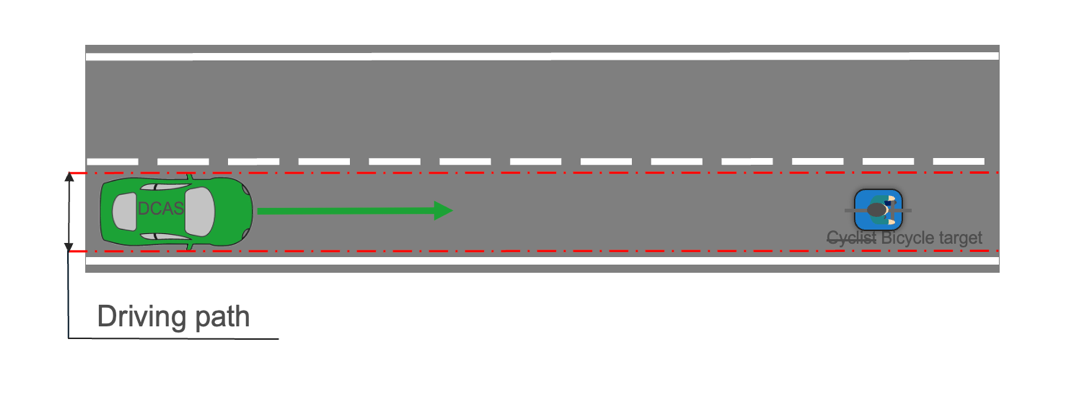 DCAS
Cyclist Bicycle target
Driving path